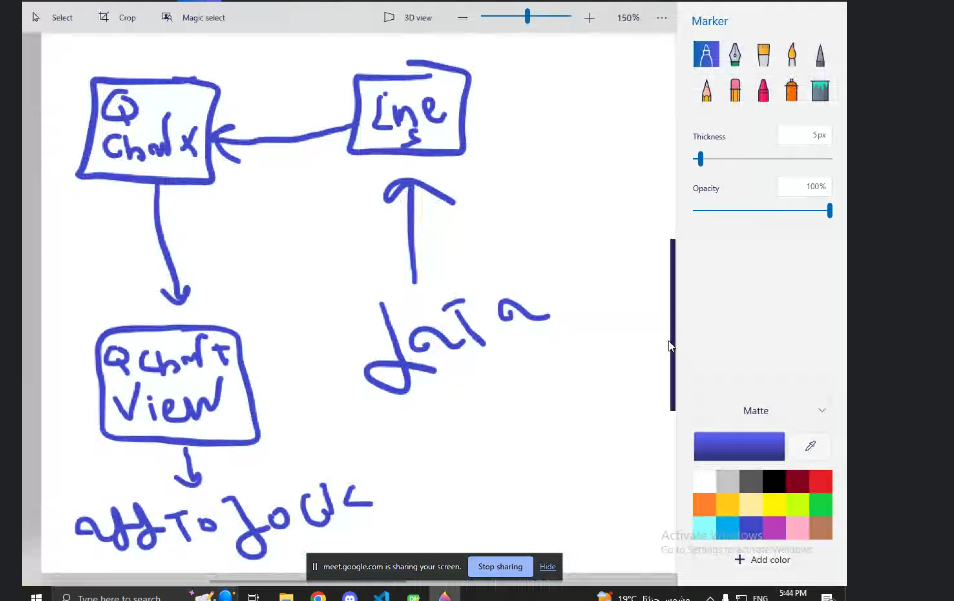 Select
Crop
Magic select
3D view
150%
Marker
Q
Chart
Line
s
Thickness
5px
Opacity
100%
data
QChart
View
Matte
Activate Windows
Go to Settings to activate Windows.
Add color
meet.google.com is sharing your screen.
Stop sharing
Hide
Type here to search
19°C
ENG
5:44 PM